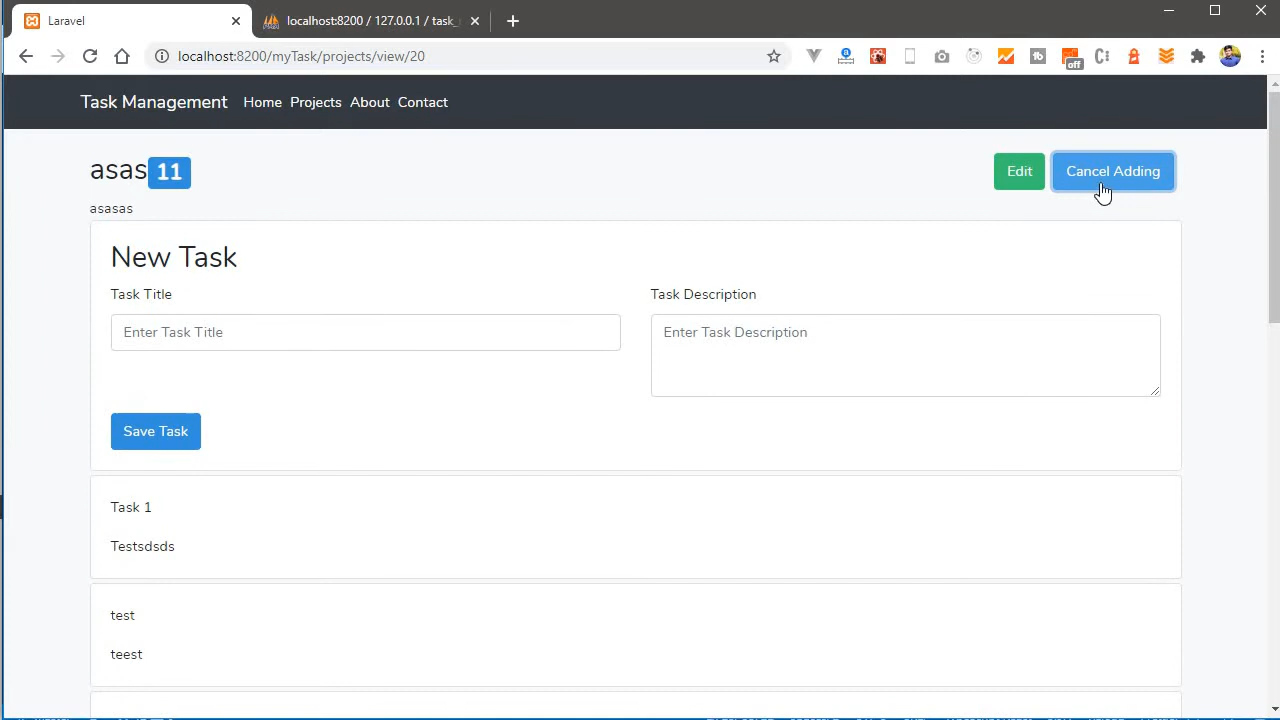 Laravel
localhost:8200 / 127.0.0.1 / task_
localhost:8200/myTask/projects/view/20
off
Task Management Home Projects About Contact
asas 11
Edit Cancel Adding
asasas
New Task
Task Title Task Description
Enter Task Title Enter Task Description
Save Task
Task 1
Testsdsds
test
teest